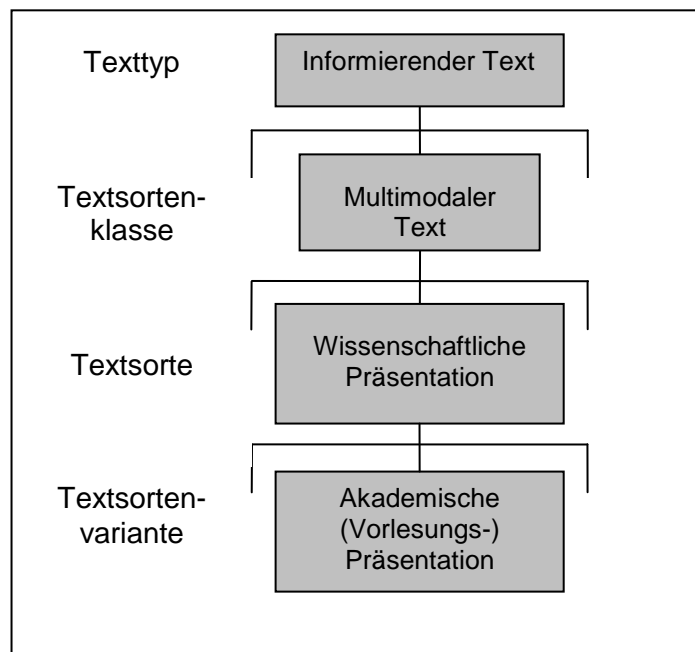 Texttyp
Informierender Text
Textsorten-
klasse
Multimodaler
Text
Textsorte
Wissenschaftliche
Präsentation
Textsorten-
variante
Akademische
(Vorlesungs-)
Präsentation